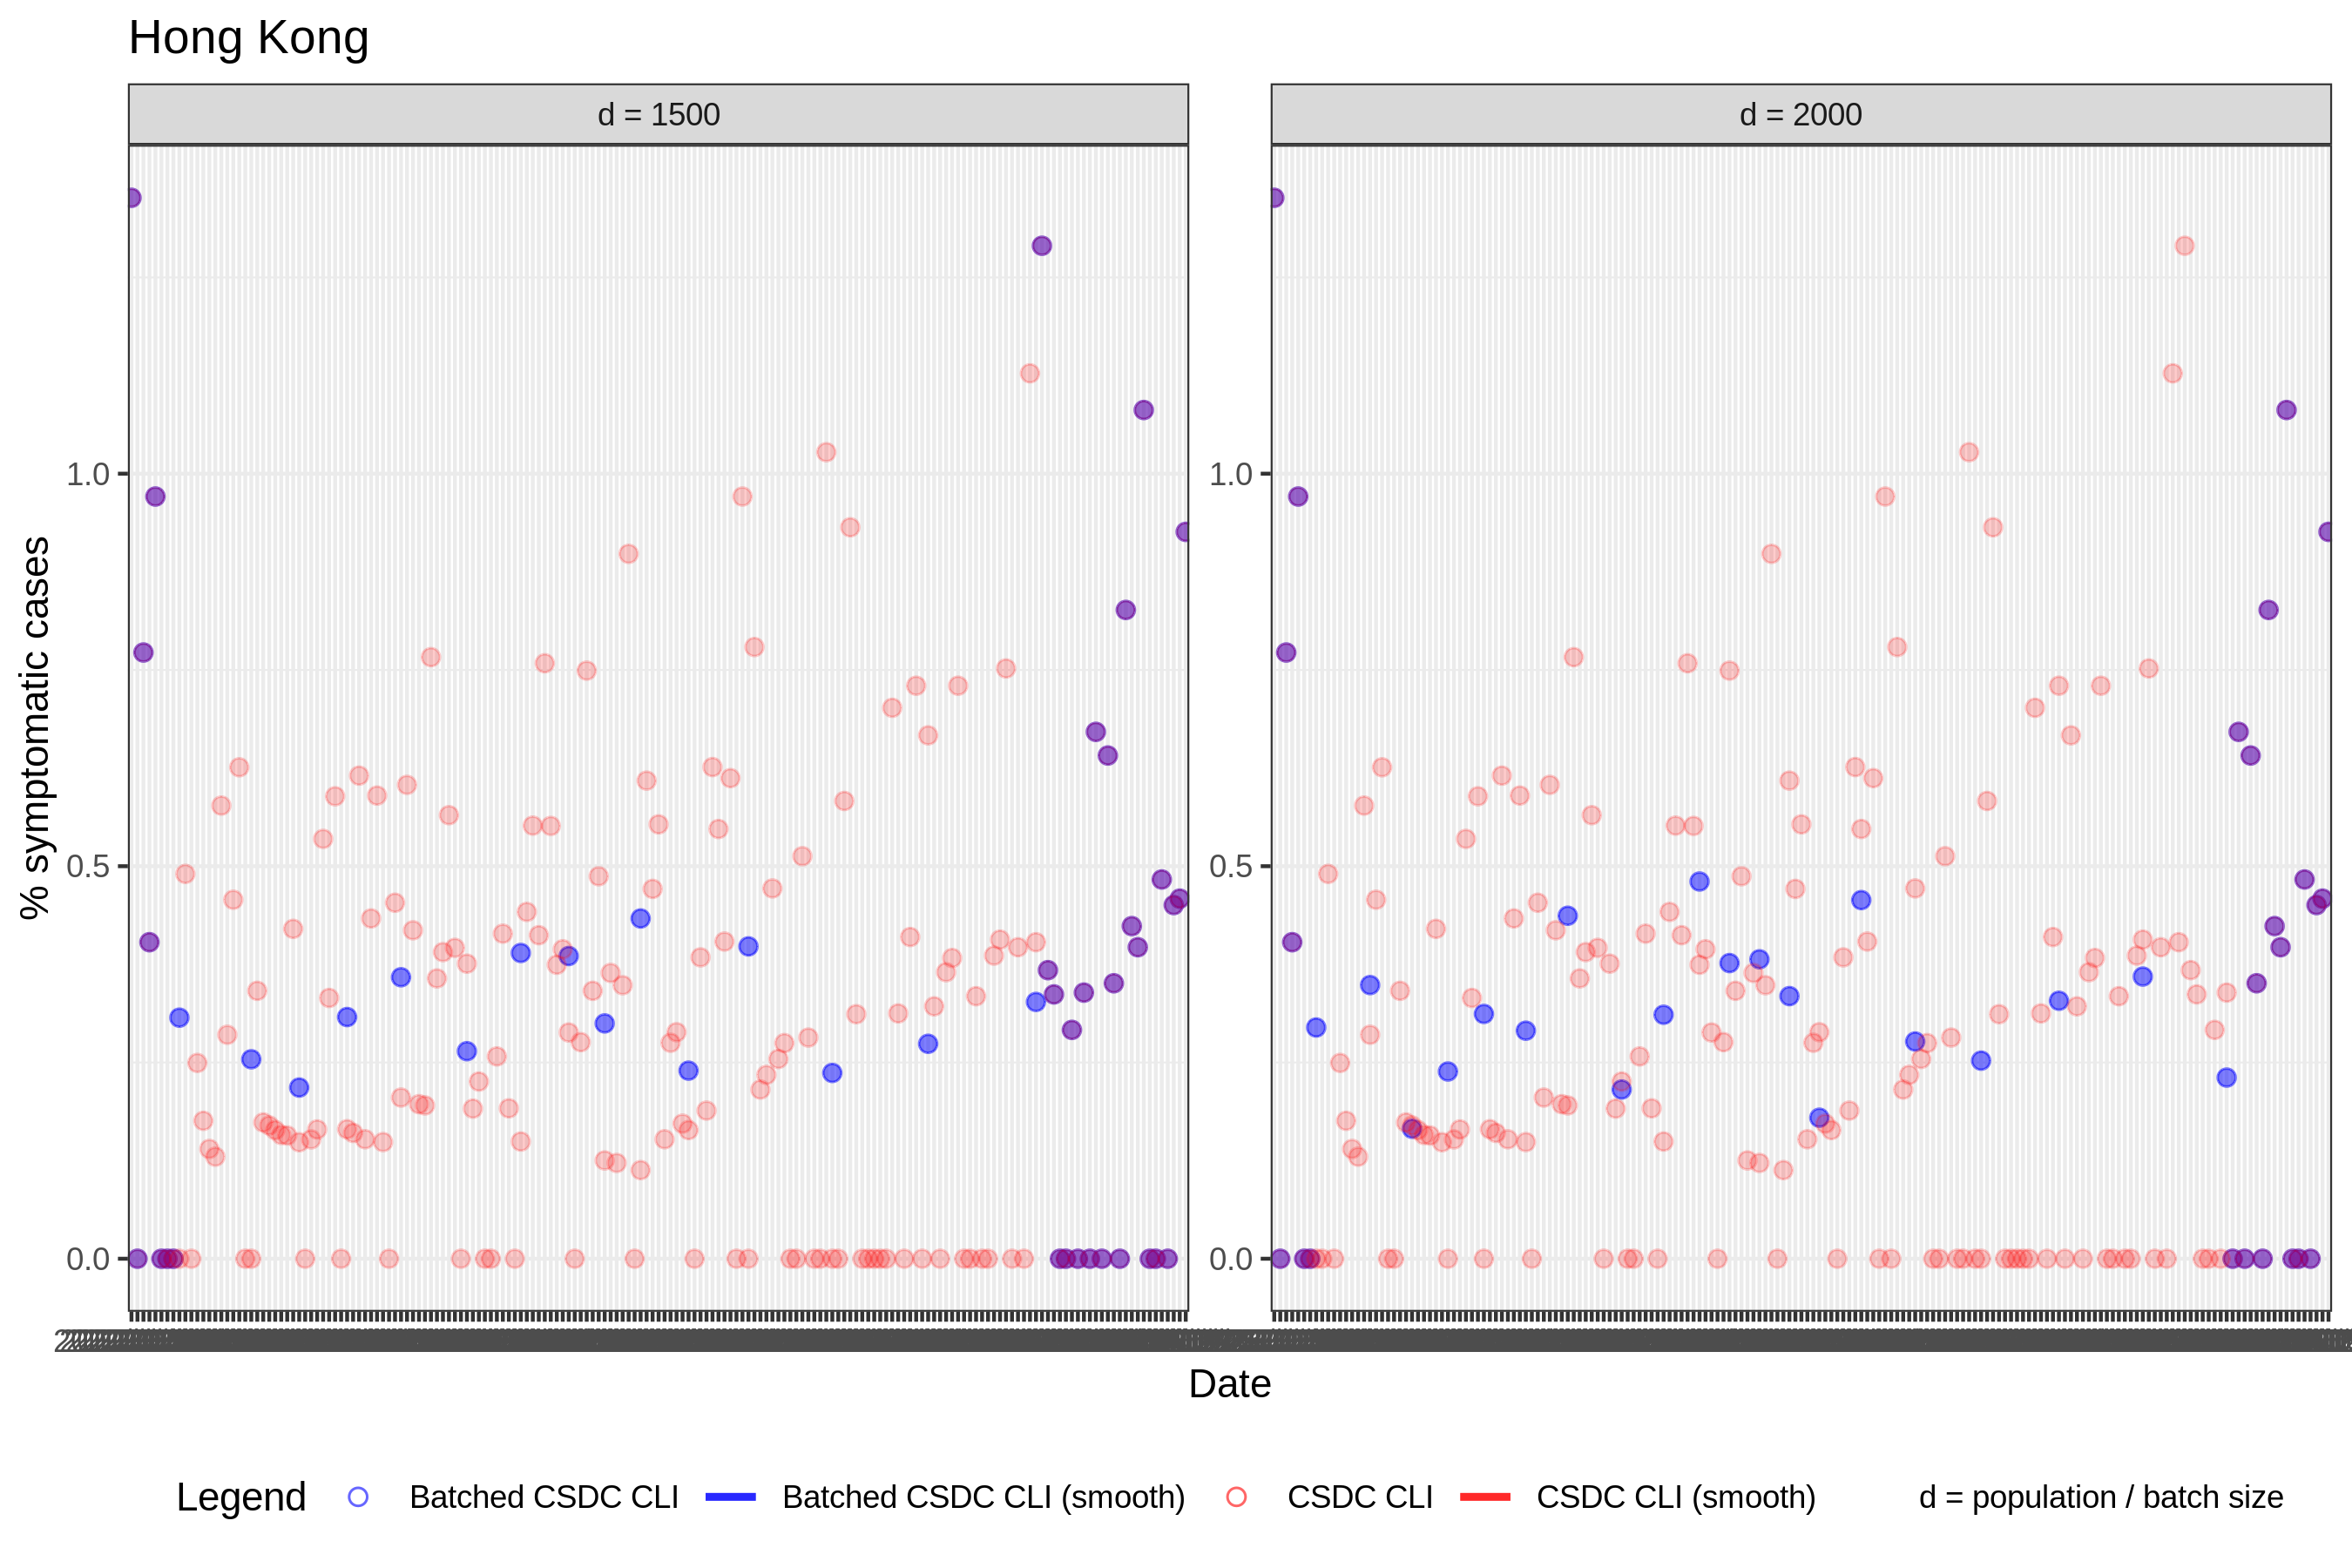 Hong Kong
d = 1500
d = 2000
% symptomatic cases
1.0
0.5
0.0
1.0
0.5
0.0
Date
Legend
Batched CSDC CLI
Batched CSDC CLI (smooth)
CSDC CLI
CSDC CLI (smooth)
d = population / batch size